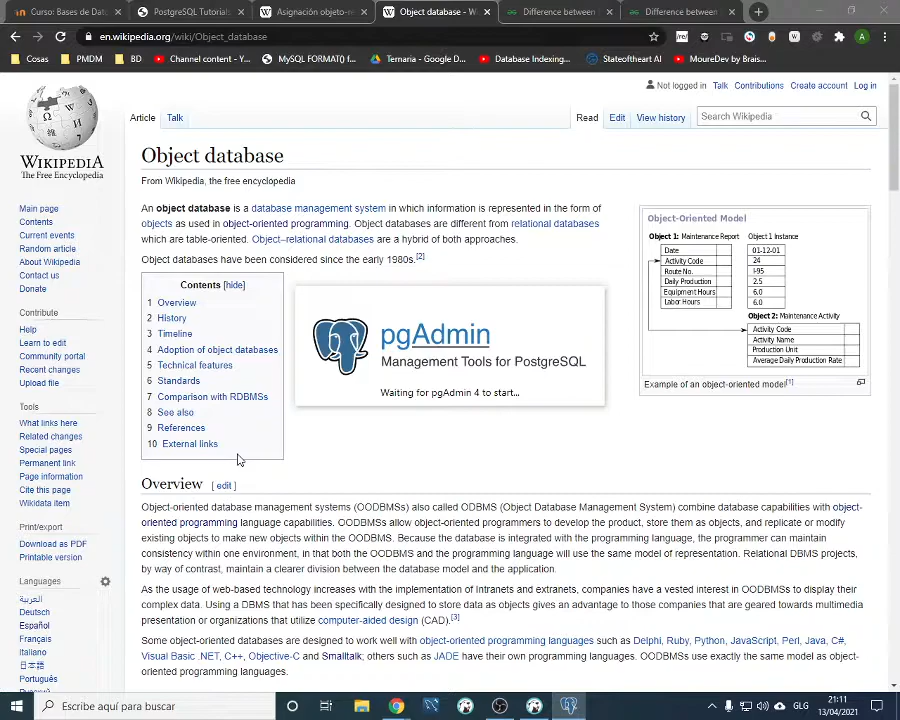 Curso: Bases de Dat
PostgreSQL Tutorial:
Asignación objeto-r
Object database - W
Difference between
Difference between
en.wikipedia.org/wiki/Object_database
Cosas
PMDM
BD
Channel content - Y...
MySQL FORMAT() f...
Ternaria - Google D...
Database Indexing...
Stateoftheart AI
MoureDev by Brais...
Not logged in Talk Contributions Create account Log in
Article Talk
Read Edit View history
Search Wikipedia
WIKIPEDIA
The Free Encyclopedia
Main page
Contents
Current events
Random article
About Wikipedia
Contact us
Donate
Contribute
Help
Learn to edit
Community portal
Recent changes
Upload file
Tools
What links here
Related changes
Special pages
Permanent link
Page information
Cite this page
Wikidata item
Print/export
Download as PDF
Printable version
Languages
العربية
Deutsch
Español
Français
Italiano
日本語
Português
Object database
From Wikipedia, the free encyclopedia
An object database is a database management system in which information is represented in the form of
objects as used in object-oriented programming. Object databases are different from relational databases
which are table-oriented. Object–relational databases are a hybrid of both approaches.
Object databases have been considered since the early 1980s.[2]
Contents [hide]
1 Overview
2 History
3 Timeline
4 Adoption of object databases
5 Technical features
6 Standards
7 Comparison with RDBMSs
8 See also
9 References
10 External links
pgAdmin
Management Tools for PostgreSQL
Waiting for pgAdmin 4 to start...
Object-Oriented Model
Object 1: Maintenance Report Object 1 Instance
Date 01-12-01
Activity Code 24
Route No. I-95
Daily Production 2.5
Equipment Hours 6.0
Labor Hours 6.0
Object 2: Maintenance Activity
Activity Code
Activity Name
Production Unit
Average Daily Production Rate
Example of an object-oriented model[1]
Overview [ edit ]
Object-oriented database management systems (OODBMSs) also called ODBMS (Object Database Management System) combine database capabilities with object-
oriented programming language capabilities. OODBMSs allow object-oriented programmers to develop the product, store them as objects, and replicate or modify
existing objects to make new objects within the OODBMS. Because the database is integrated with the programming language, the programmer can maintain
consistency within one environment, in that both the OODBMS and the programming language will use the same model of representation. Relational DBMS projects,
by way of contrast, maintain a clearer division between the database model and the application.
As the usage of web-based technology increases with the implementation of Intranets and extranets, companies have a vested interest in OODBMSs to display their
complex data. Using a DBMS that has been specifically designed to store data as objects gives an advantage to those companies that are geared towards multimedia
presentation or organizations that utilize computer-aided design (CAD).[3]
Some object-oriented databases are designed to work well with object-oriented programming languages such as Delphi, Ruby, Python, JavaScript, Perl, Java, C#,
Visual Basic .NET, C++, Objective-C and Smalltalk; others such as JADE have their own programming languages. OODBMSs use exactly the same model as object-
oriented programming languages.
Escribe aquí para buscar
GLG
21:11
13/04/2021